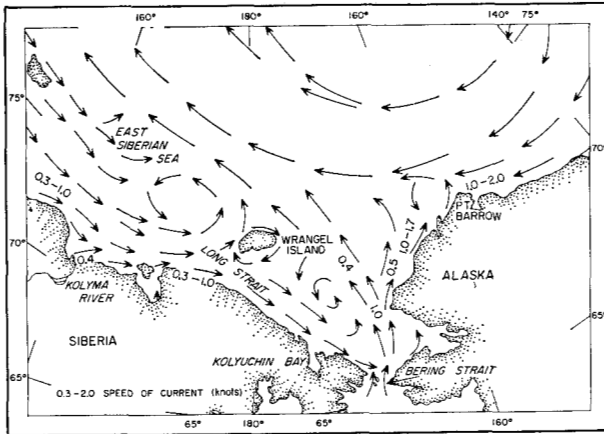 160° 180° 160° 140° 75°
75°
EAST
SIBERIAN
SEA
70°
0.3-1.0
1.0-2.0
PT.
BARROW
1.0-1.7
WRANGEL
ISLAND
LONG STRAIT
70°
0.4
KOLYMA
RIVER
0.3-1.0
0.4
0.5
ALASKA
1.0
65°
SIBERIA
KOLYUCHIN BAY
BERING STRAIT
65°
0.3-2.0 SPEED OF CURRENT (knots)
65° 180° 65° 160°